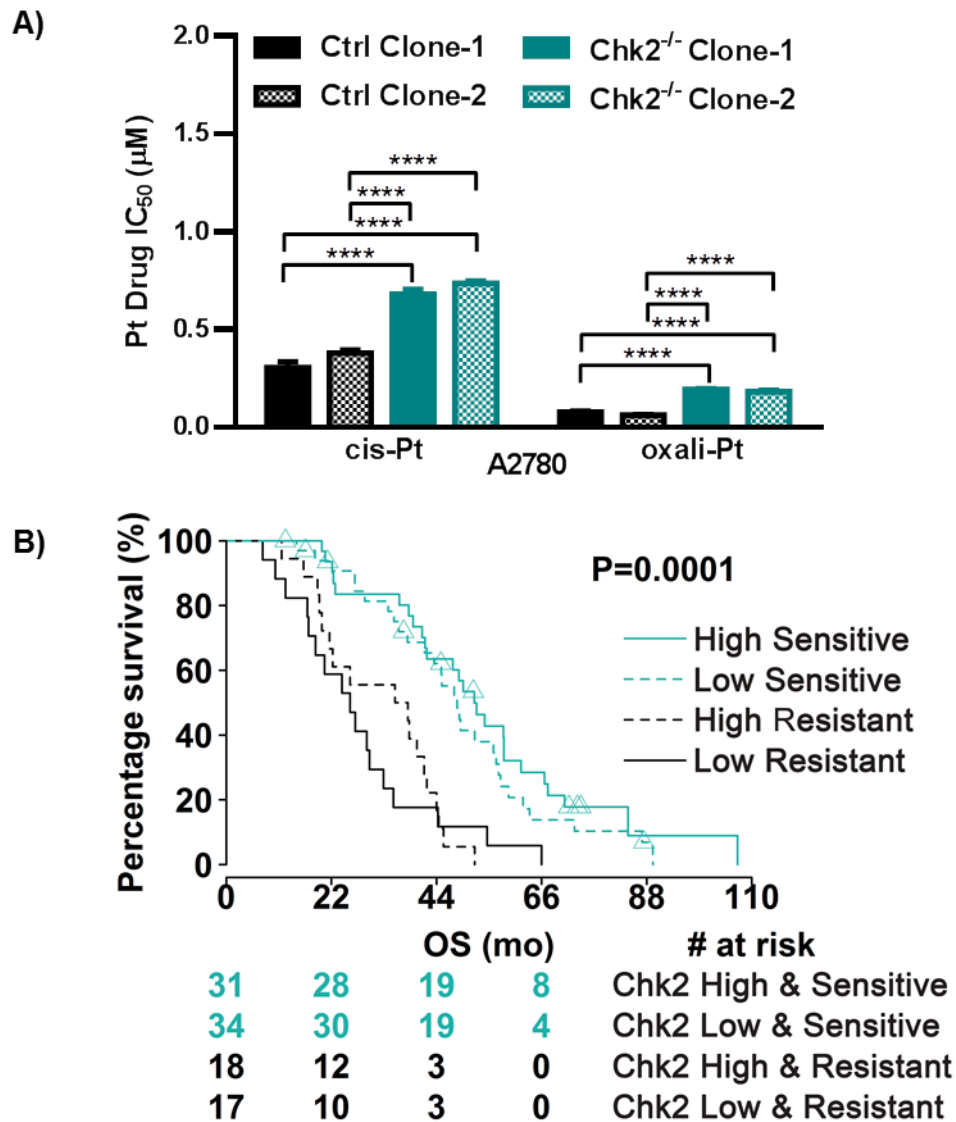 A)
2.0
1.5
1.0
0.5
0.0
Pt Drug IC50 (μM)
Ctrl Clone-1
Chk2-/- Clone-1
Ctrl Clone-2
Chk2-/- Clone-2
****
****
****
****
****
****
****
****
cis-Pt
A2780
oxali-Pt
B)
Percentage survival (%)
100
80
60
40
20
0
P=0.0001
High Sensitive
Low Sensitive
High Resistant
Low Resistant
0 22 44 66 88 110
OS (mo) # at risk
31 28 19 8 Chk2 High & Sensitive
34 30 19 4 Chk2 Low & Sensitive
18 12 3 0 Chk2 High & Resistant
17 10 3 0 Chk2 Low & Resistant